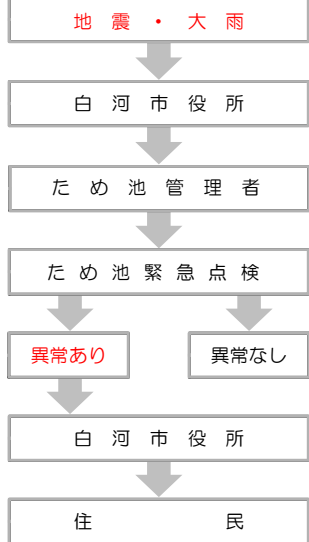 地震・大雨
白河市役所
ため池管理者
ため池緊急点検
異常あり 異常なし
白河市役所
住民